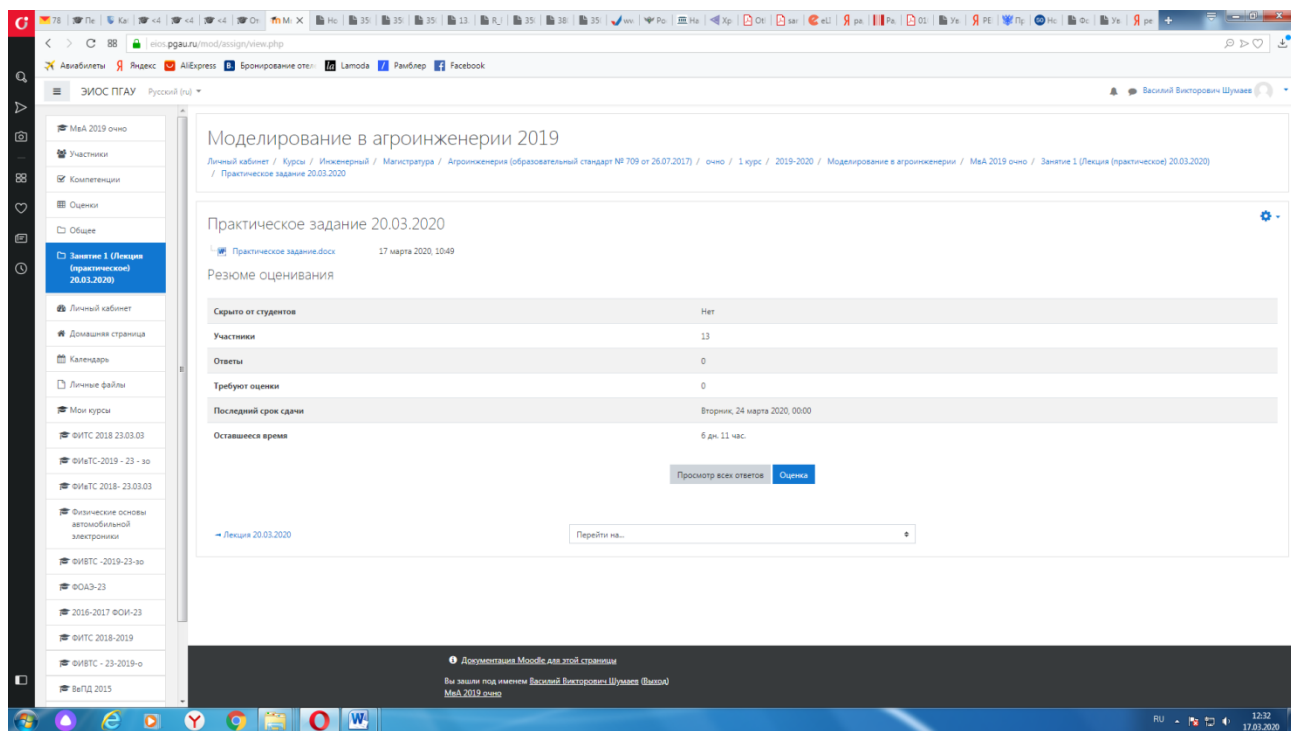 eios.pgau.ru/mod/assign/view.php
Авиабилеты Яндекс AliExpress Бронирование отел Lamoda Рамблер Facebook
ЭИОС ПГАУ Русский (ru)
Василий Викторович Шумаев
МвА 2019 очно
Участники
Компетенции
Оценки
Общее
Занятие 1 (Лекция
(практическое)
20.03.2020)
Личный кабинет
Домашняя страница
Календарь
Личные файлы
Мои курсы
ФИТС 2018 23.03.03
ФИвТС-2019 - 23 - зо
ФИвТС 2018- 23.03.03
Физические основы
автомобильной
электроники
ФИВТС -2019-23-зо
ФОАЭ-23
2016-2017 ФОИ-23
ФИТС 2018-2019
ФИВТС - 23-2019-о
ВвПД 2015
Моделирование в агроинженерии 2019
Личный кабинет / Курсы / Инженерный / Магистратура / Агроинженерия (образовательный стандарт № 709 от 26.07.2017) / очно / 1 курс / 2019-2020 / Моделирование в агроинженерии / МвА 2019 очно / Занятие 1 (Лекция (практическое) 20.03.2020)
/ Практическое задание 20.03.2020
Практическое задание 20.03.2020
Практическое задание.docx 17 марта 2020, 10:49
Резюме оценивания
Скрыто от студентов Нет
Участники 13
Ответы 0
Требуют оценки 0
Последний срок сдачи Вторник, 24 марта 2020, 00:00
Оставшееся время 6 дн. 11 час.
Просмотр всех ответов Оценка
→ Лекция 20.03.2020 Перейти на...
Документация Moodle для этой страницы
Вы зашли под именем Василий Викторович Шумаев (Выход)
МвА 2019 очно
RU 12:32
17.03.2020